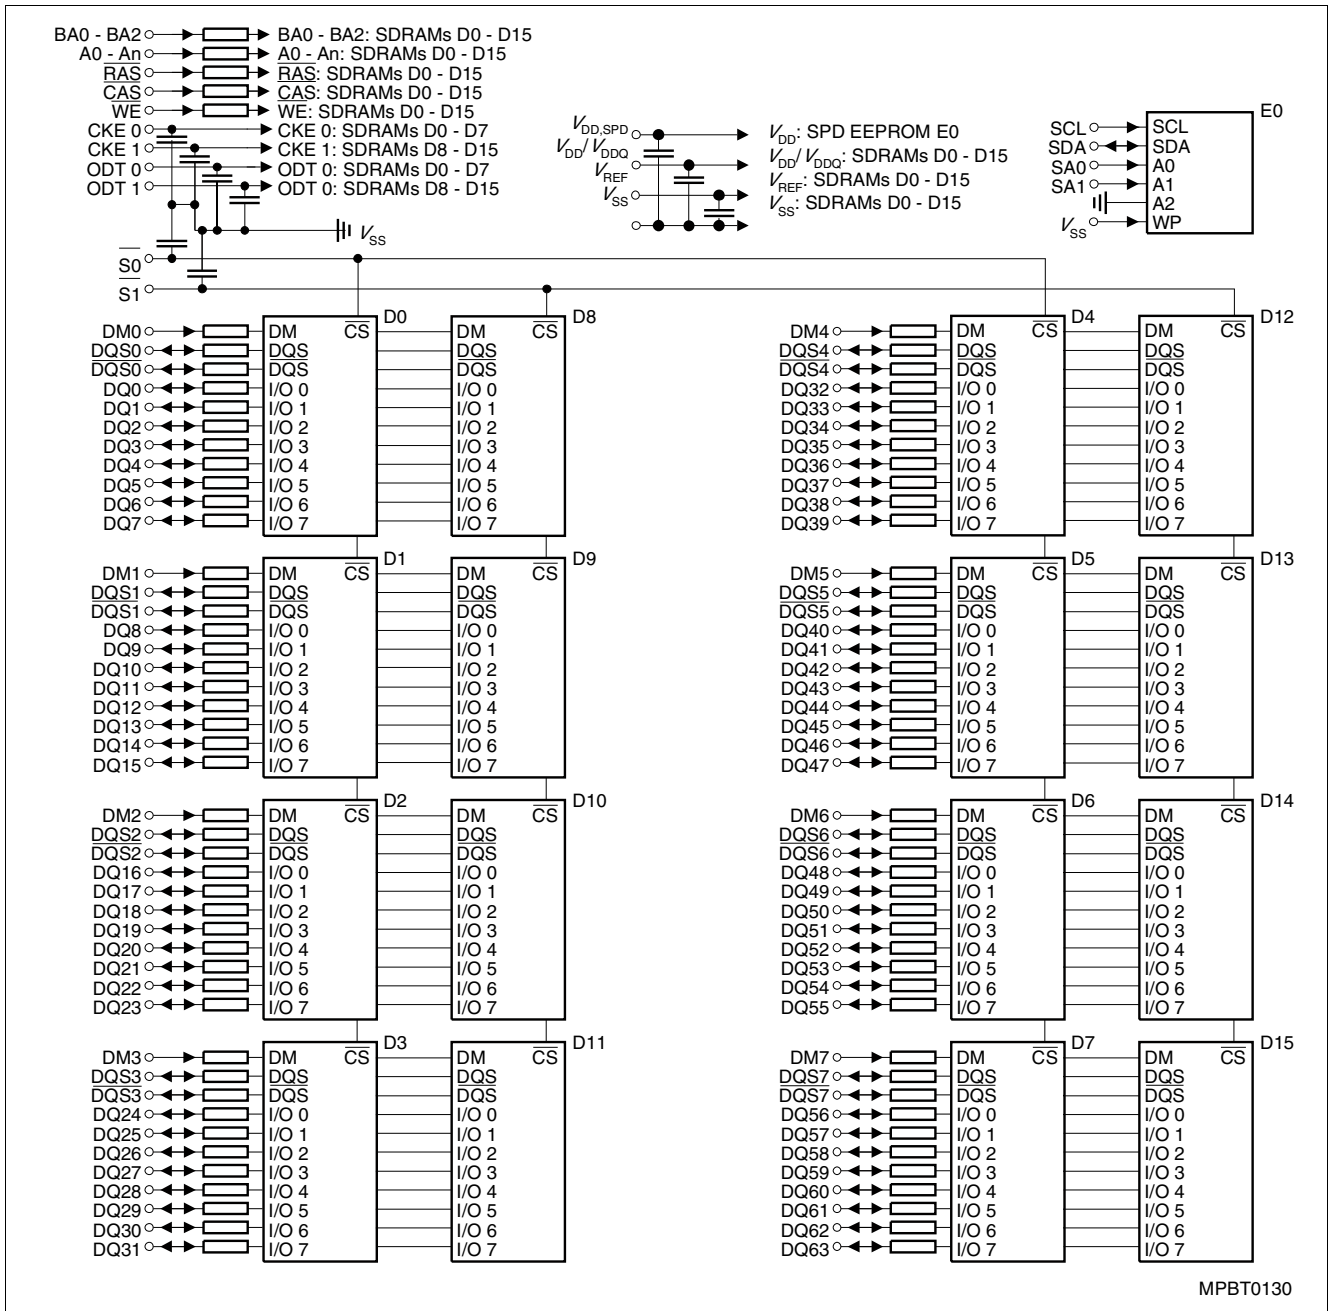 BA0 - BA2 BA0 - BA2: SDRAMs D0 - D15
A0 - An A0 - An: SDRAMs D0 - D15
RAS RAS: SDRAMs D0 - D15
CAS CAS: SDRAMs D0 - D15
WE WE: SDRAMs D0 - D15
CKE 0 CKE 0: SDRAMs D0 - D7
CKE 1 CKE 1: SDRAMs D8 - D15
ODT 0 ODT 0: SDRAMs D0 - D7
ODT 1 ODT 0: SDRAMs D8 - D15
VSS
VDD,SPD VDD: SPD EEPROM E0
VDD/VDDQ VDD/VDDQ: SDRAMs D0 - D15
VREF VREF: SDRAMs D0 - D15
VSS VSS: SDRAMs D0 - D15
E0
SCL SCL
SDA SDA
SA0 A0
SA1 A1
A2
VSS WP
S0
S1
D0 D8
DM0 DM CS DM CS
DQS0 DQS DQS
DQS0 DQS DQS
DQ0 I/O 0 I/O 0
DQ1 I/O 1 I/O 1
DQ2 I/O 2 I/O 2
DQ3 I/O 3 I/O 3
DQ4 I/O 4 I/O 4
DQ5 I/O 5 I/O 5
DQ6 I/O 6 I/O 6
DQ7 I/O 7 I/O 7
D1 D9
DM1 DM CS DM CS
DQS1 DQS DQS
DQS1 DQS DQS
DQ8 I/O 0 I/O 0
DQ9 I/O 1 I/O 1
DQ10 I/O 2 I/O 2
DQ11 I/O 3 I/O 3
DQ12 I/O 4 I/O 4
DQ13 I/O 5 I/O 5
DQ14 I/O 6 I/O 6
DQ15 I/O 7 I/O 7
D2 D10
DM2 DM CS DM CS
DQS2 DQS DQS
DQS2 DQS DQS
DQ16 I/O 0 I/O 0
DQ17 I/O 1 I/O 1
DQ18 I/O 2 I/O 2
DQ19 I/O 3 I/O 3
DQ20 I/O 4 I/O 4
DQ21 I/O 5 I/O 5
DQ22 I/O 6 I/O 6
DQ23 I/O 7 I/O 7
D3 D11
DM3 DM CS DM CS
DQS3 DQS DQS
DQS3 DQS DQS
DQ24 I/O 0 I/O 0
DQ25 I/O 1 I/O 1
DQ26 I/O 2 I/O 2
DQ27 I/O 3 I/O 3
DQ28 I/O 4 I/O 4
DQ29 I/O 5 I/O 5
DQ30 I/O 6 I/O 6
DQ31 I/O 7 I/O 7
D4 D12
DM4 DM CS DM CS
DQS4 DQS DQS
DQS4 DQS DQS
DQ32 I/O 0 I/O 0
DQ33 I/O 1 I/O 1
DQ34 I/O 2 I/O 2
DQ35 I/O 3 I/O 3
DQ36 I/O 4 I/O 4
DQ37 I/O 5 I/O 5
DQ38 I/O 6 I/O 6
DQ39 I/O 7 I/O 7
D5 D13
DM5 DM CS DM CS
DQS5 DQS DQS
DQS5 DQS DQS
DQ40 I/O 0 I/O 0
DQ41 I/O 1 I/O 1
DQ42 I/O 2 I/O 2
DQ43 I/O 3 I/O 3
DQ44 I/O 4 I/O 4
DQ45 I/O 5 I/O 5
DQ46 I/O 6 I/O 6
DQ47 I/O 7 I/O 7
D6 D14
DM6 DM CS DM CS
DQS6 DQS DQS
DQS6 DQS DQS
DQ48 I/O 0 I/O 0
DQ49 I/O 1 I/O 1
DQ50 I/O 2 I/O 2
DQ51 I/O 3 I/O 3
DQ52 I/O 4 I/O 4
DQ53 I/O 5 I/O 5
DQ54 I/O 6 I/O 6
DQ55 I/O 7 I/O 7
D7 D15
DM7 DM CS DM CS
DQS7 DQS DQS
DQS7 DQS DQS
DQ56 I/O 0 I/O 0
DQ57 I/O 1 I/O 1
DQ58 I/O 2 I/O 2
DQ59 I/O 3 I/O 3
DQ60 I/O 4 I/O 4
DQ61 I/O 5 I/O 5
DQ62 I/O 6 I/O 6
DQ63 I/O 7 I/O 7
MPBT0130